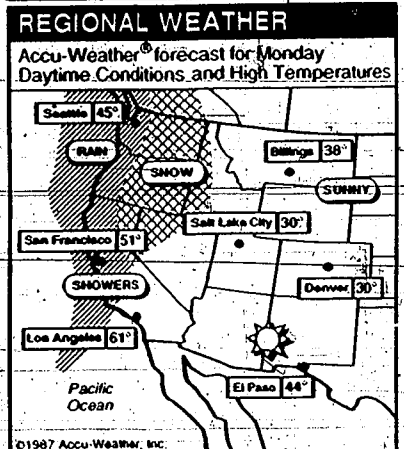 REGIONAL WEATHER
Accu-Weather® forecast for Monday
Daytime Conditions and High Temperatures
Seattle 45°
RAIN
SNOW
Billings 38°
SUNNY
Salt Lake City 30°
San Francisco 51°
SHOWERS
Denver 30°
Los Angeles 61°
El Paso 44°
Pacific
Ocean
©1987 Accu-Weather, Inc.